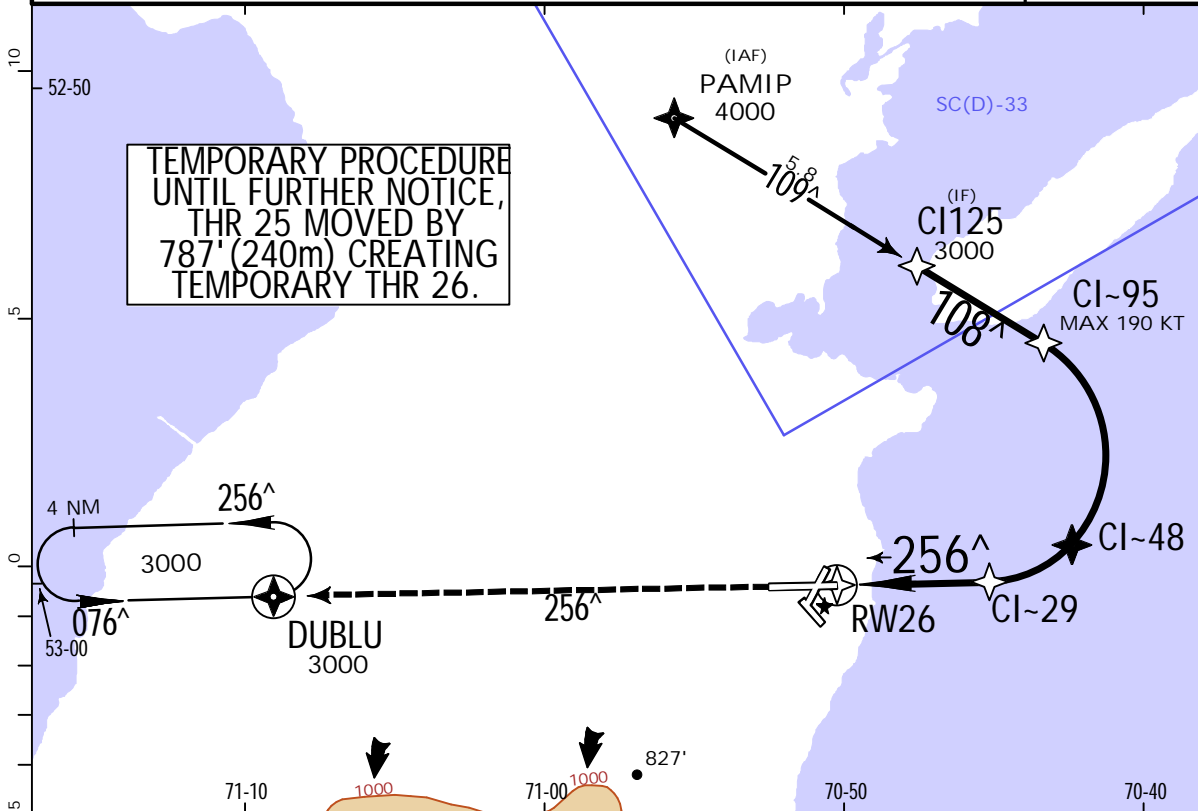 10
52-50
(IAF)
PAMIP
4000
SC(D)-33
TEMPORARY PROCEDURE
UNTIL FURTHER NOTICE,
THR 25 MOVED BY
787'(240m) CREATING
TEMPORARY THR 26.
5.8
109^
(IF)
CI125
3000
108^
CI~95
MAX 190 KT
5
256^
4 NM
3000
076^
53-00
0
DUBLU
3000
256^
256^
CI~48
RW26
CI~29
827'
1000
1000
71-10
71-00
70-50
70-40
5